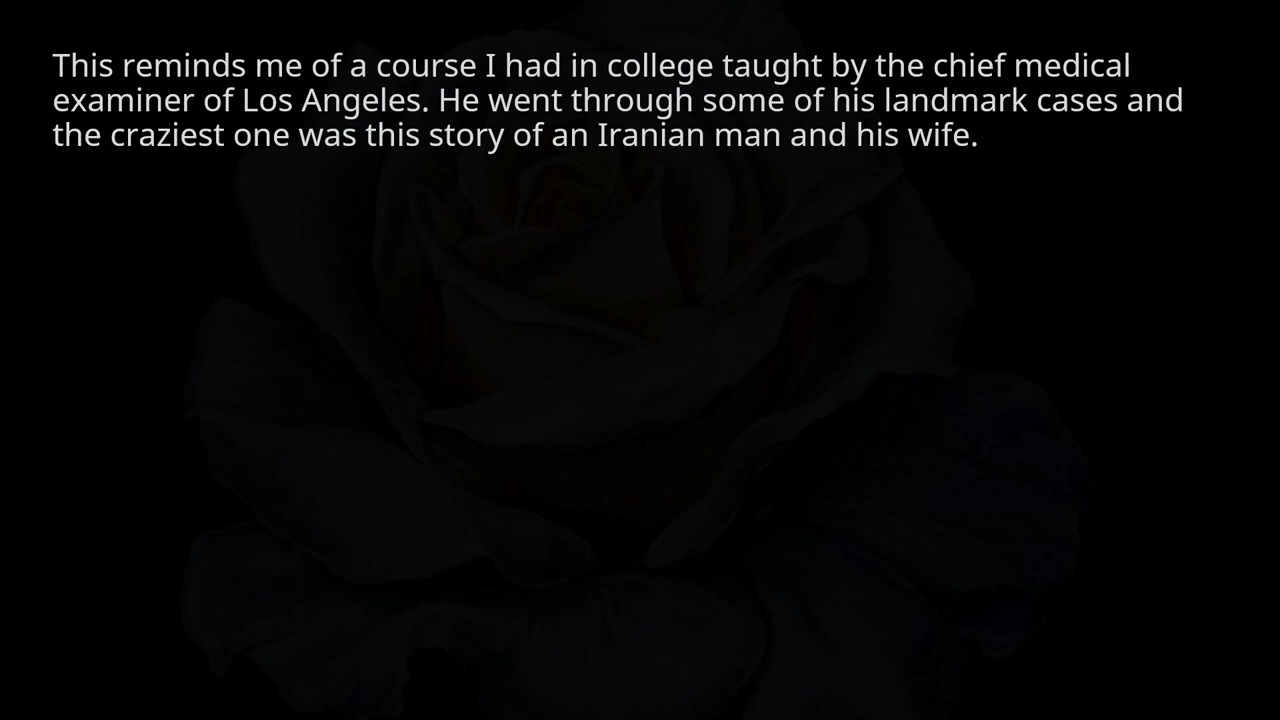 This reminds me of a course I had in college taught by the chief medical
examiner of Los Angeles. He went through some of his landmark cases and
the craziest one was this story of an Iranian man and his wife.